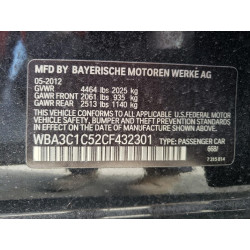 MFD BY BAYERISCHE MOTOREN WERKE AG
05-2012
GVWR 4464 LBS 2025 KG
GAWR FRONT 2061 LBS 935 KG
GAWR REAR 2513 LBS 1140 KG
THIS VEHICLE CONFORMS TO ALL APPLICABLE
U.S. FEDERAL MOTOR VEHICLE SAFETY, BUMPER,
AND THEFT PREVENTION STANDARDS IN EFFECT ON
THE DATE OF MANUFACTURE SHOWN ABOVE.
WBA3C1C52CF432301 TYPE: PASSENGER CAR
668/